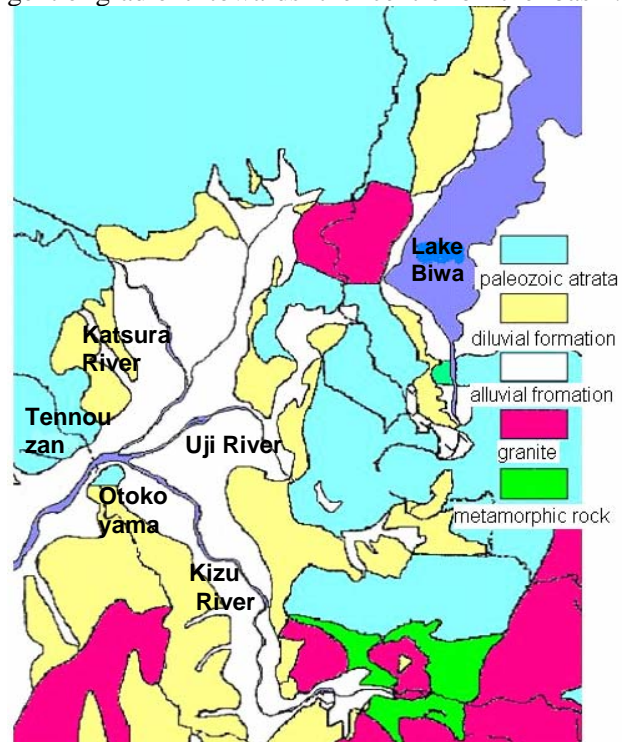 towards
Lake
Biwa
paleozoic atrata
diluvial formation
alluvial fromation
granite
metamorphic rock
Katsura
River
Tennou
zan
Uji River
Otoko
yama
Kizu
River